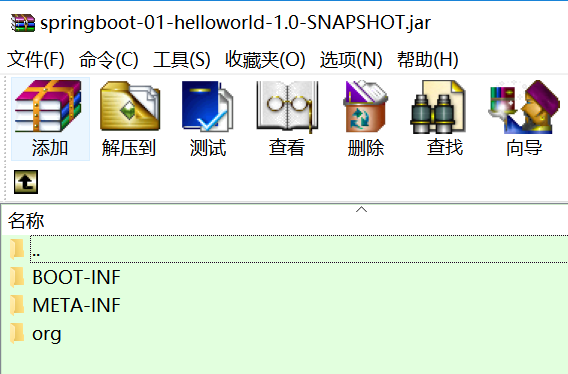 springboot-01-helloworld-1.0-SNAPSHOT.jar
文件(F) 命令(C) 工具(S) 收藏夹(O) 选项(N) 帮助(H)
添加 解压到 测试 查看 删除 查找 向导
名称
..
BOOT-INF
META-INF
org